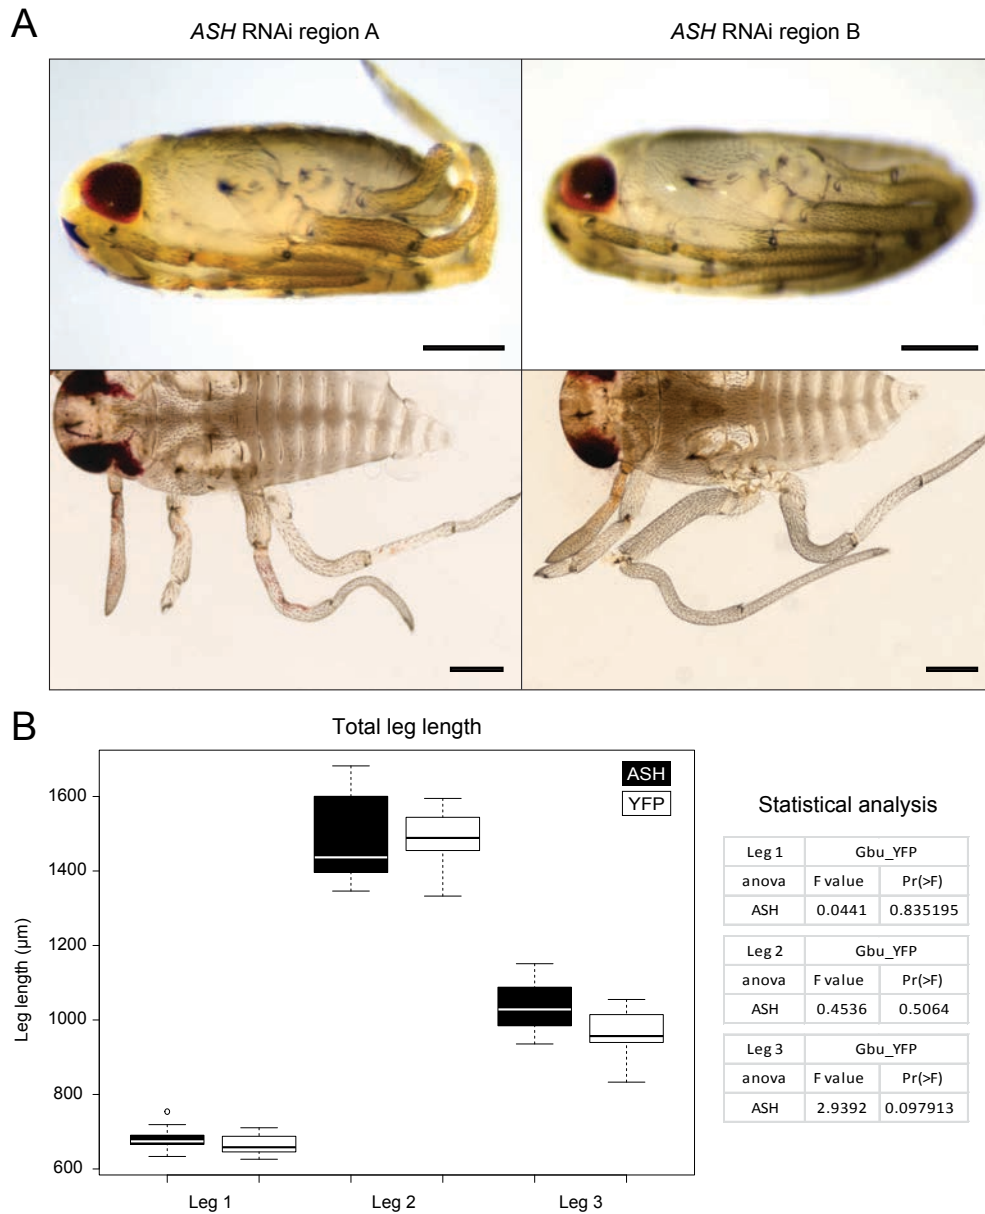 A
ASH RNAi region A
ASH RNAi region B
B
Total leg length
ASH
YFP
Leg length (µm)
1600
1400
1200
1000
800
600
Leg 1
Leg 2
Leg 3
Statistical analysis
Leg 1 Gbu_YFP
anova F value Pr(>F)
ASH 0.0441 0.835195
Leg 2 Gbu_YFP
anova F value Pr(>F)
ASH 0.4536 0.5064
Leg 3 Gbu_YFP
anova F value Pr(>F)
ASH 2.9392 0.097913